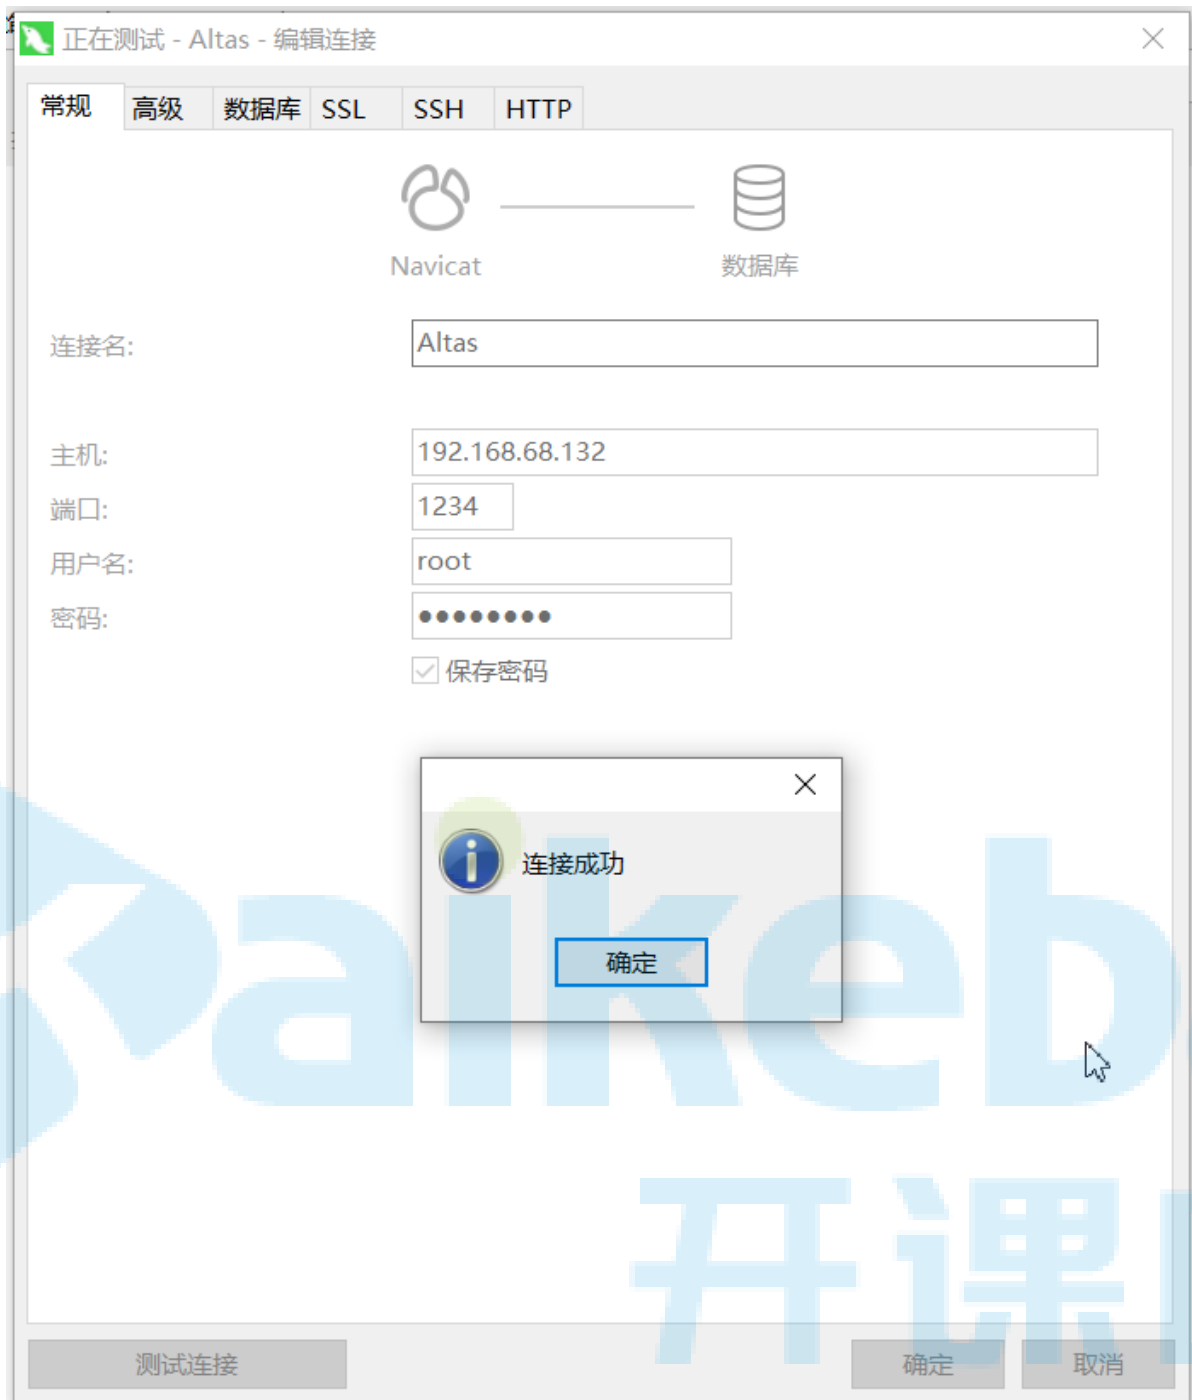 正在测试 - Altas - 编辑连接
常规 高级 数据库 SSL SSH HTTP
Navicat 数据库
连接名: Altas
主机: 192.168.68.132
端口: 1234
用户名: root
密码: ●●●●●●●●
保存密码
连接成功
确定
aikeb
开课
测试连接 确定 取消